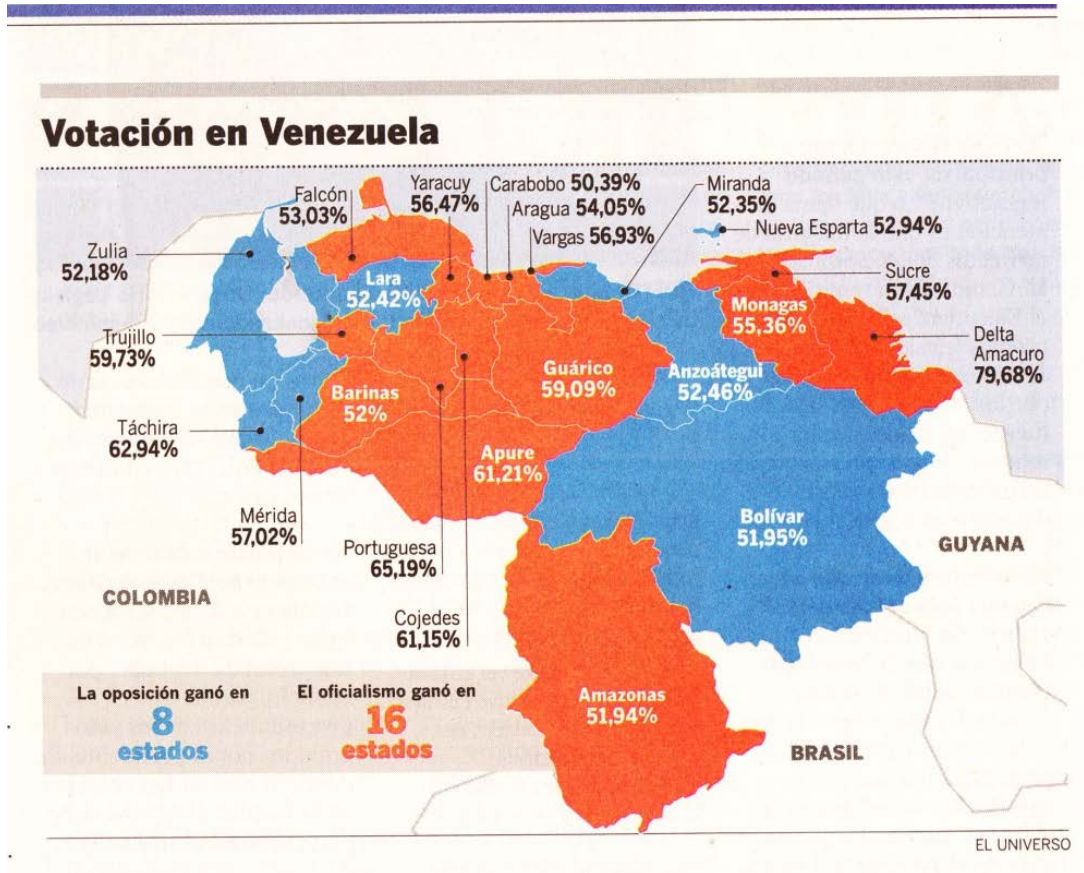 Votación en Venezuela
Falcón
53,03%
Yaracuy
56,47%
Carabobo 50,39%
Aragua 54,05%
Vargas 56,93%
Miranda
52,35%
Nueva Esparta 52,94%
Zulia
52,18%
Lara
52,42%
Sucre
57,45%
Monagas
55,36%
Trujillo
59,73%
Delta
Amacuro
79,68%
Guárico
59,09%
Anzoátegui
52,46%
Barinas
52%
Táchira
62,94%
Apure
61,21%
Mérida
57,02%
Bolívar
51,95%
Portuguesa
65,19%
GUYANA
COLOMBIA
Cojedes
61,15%
La oposición ganó en
8
estados
El oficialismo ganó en
16
estados
Amazonas
51,94%
BRASIL
EL UNIVERSO